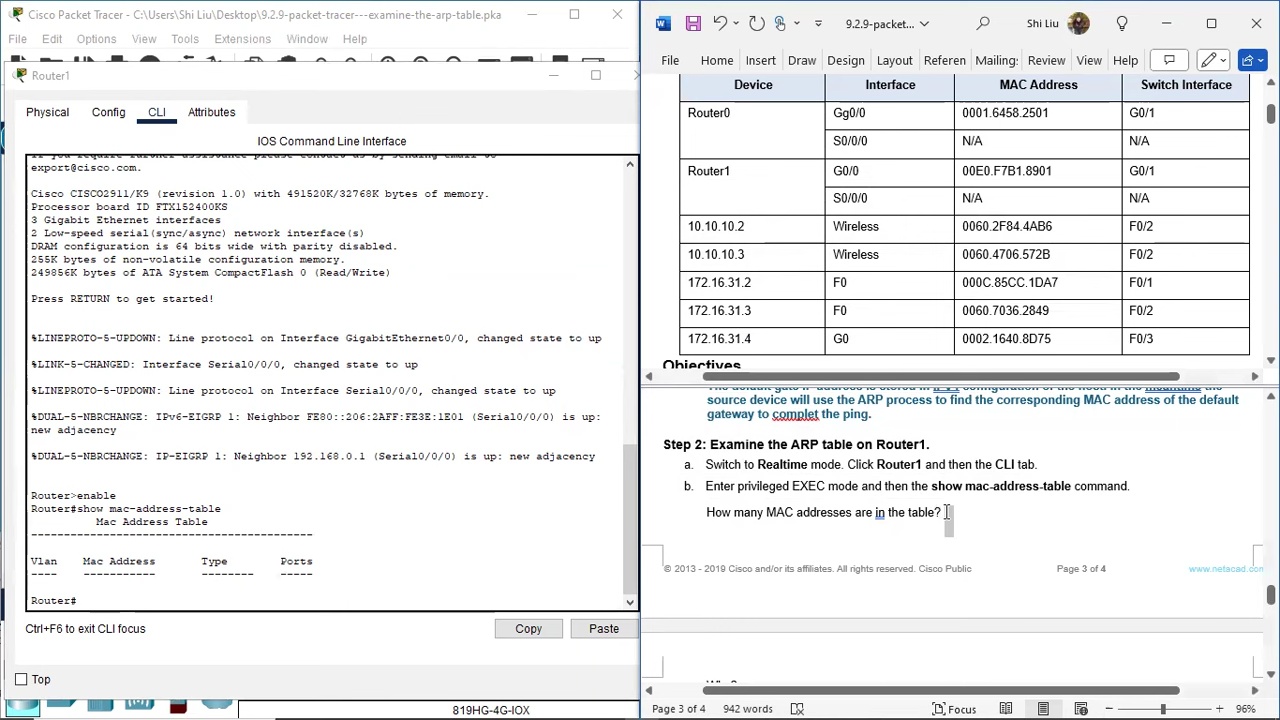 Cisco Packet Tracer - C:\Users\Shi Liu\Desktop\9.2.9-packet-tracer---examine-the-arp-table.pka
File Edit Options View Tools Extensions Window Help
Router1
Physical Config CLI Attributes
IOS Command Line Interface
export@cisco.com.
Cisco CISCO2911/K9 (revision 1.0) with 491520K/32768K bytes of memory.
Processor board ID FTX152400KS
3 Gigabit Ethernet interfaces
2 Low-speed serial(sync/async) network interface(s)
DRAM configuration is 64 bits wide with parity disabled.
255K bytes of non-volatile configuration memory.
249856K bytes of ATA System CompactFlash 0 (Read/Write)
Press RETURN to get started!
%LINEPROTO-5-UPDOWN: Line protocol on Interface GigabitEthernet0/0, changed state to up
%LINK-5-CHANGED: Interface Serial0/0/0, changed state to up
%LINEPROTO-5-UPDOWN: Line protocol on Interface Serial0/0/0, changed state to up
%DUAL-5-NBRCHANGE: IPv6-EIGRP 1: Neighbor FE80::206:2AFF:FE3E:1E01 (Serial0/0/0) is up:
new adjacency
%DUAL-5-NBRCHANGE: IP-EIGRP 1: Neighbor 192.168.0.1 (Serial0/0/0) is up: new adjacency
Router>enable
Router#show mac-address-table
Mac Address Table
-------------------------------------------
Vlan Mac Address Type Ports
---- ----------- -------- -----
Router#
Ctrl+F6 to exit CLI focus
Copy Paste
Top
819HG-4G-IOX
9.2.9-packet...
Shi Liu
File Home Insert Draw Design Layout Referen Mailing: Review View Help
Device Interface MAC Address Switch Interface
Router0 Gg0/0 0001.6458.2501 G0/1
S0/0/0 N/A N/A
Router1 G0/0 00E0.F7B1.8901 G0/1
S0/0/0 N/A N/A
10.10.10.2 Wireless 0060.2F84.4AB6 F0/2
10.10.10.3 Wireless 0060.4706.572B F0/2
172.16.31.2 F0 000C.85CC.1DA7 F0/1
172.16.31.3 F0 0060.7036.2849 F0/2
172.16.31.4 G0 0002.1640.8D75 F0/3
Objectives
source device will use the ARP process to find the corresponding MAC address of the default
gateway to complet the ping.
Step 2: Examine the ARP table on Router1.
a. Switch to Realtime mode. Click Router1 and then the CLI tab.
b. Enter privileged EXEC mode and then the show mac-address-table command.
How many MAC addresses are in the table?
© 2013 - 2019 Cisco and/or its affiliates. All rights reserved. Cisco Public Page 3 of 4 www.netacad.com
Page 3 of 4 942 words Focus 96%